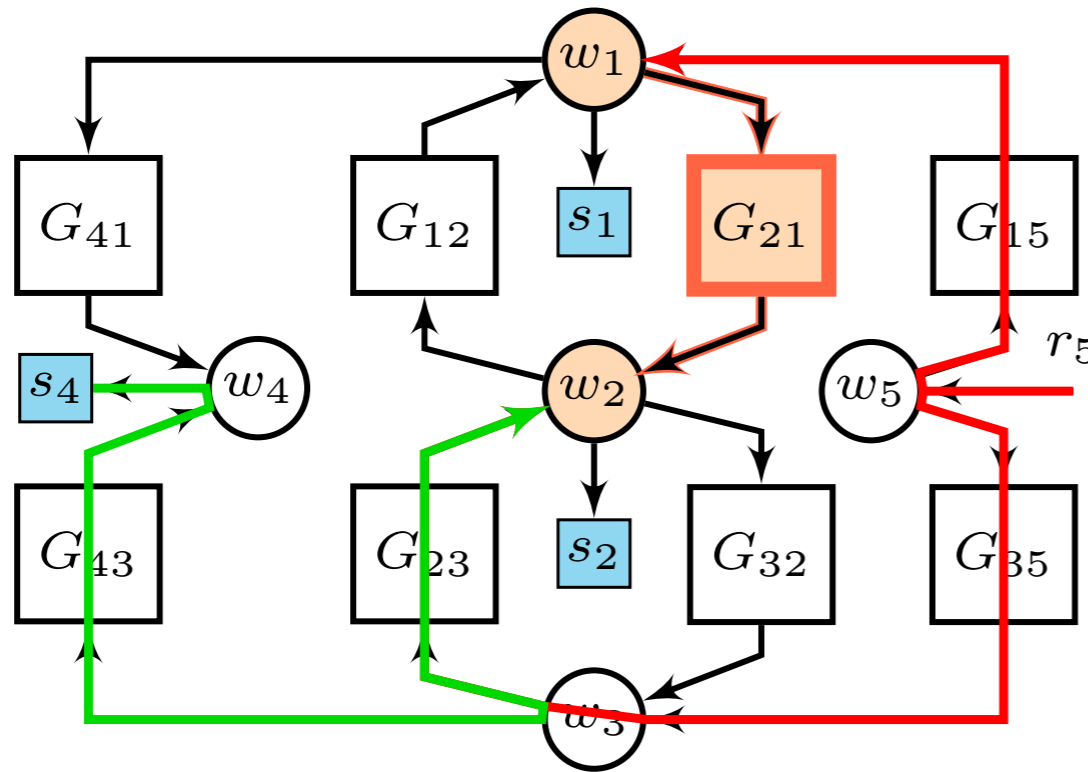 w₁
G₄₁ G₁₂ s₁ G₂₁ G₁₅
r₅
s₄ w₄ w₂ w₅
G₄₃ G₂₃ s₂ G₃₂ G₃₅
w₃